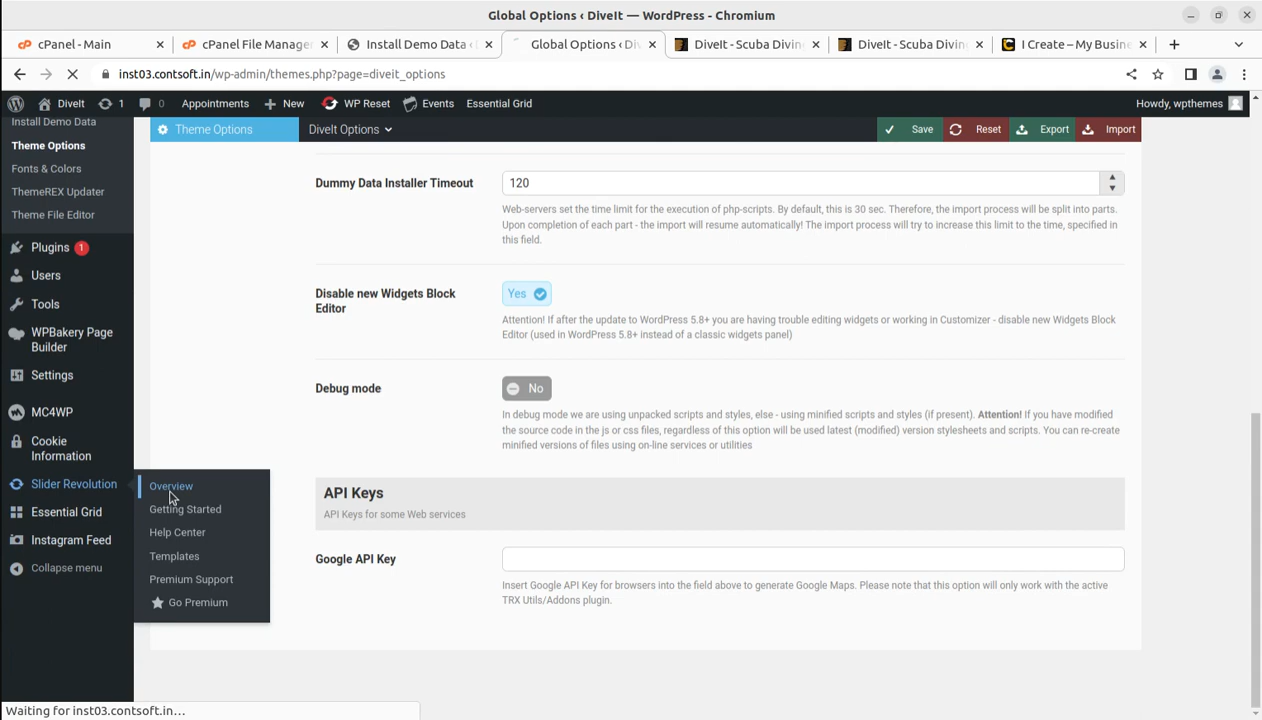 Global Options ‹ DiveIt — WordPress - Chromium
cPanel - Main
cPanel File Manage
Install Demo Data ‹
Global Options ‹ Div
DiveIt - Scuba Divin
DiveIt - Scuba Divin
I Create – My Busine
inst03.contsoft.in/wp-admin/themes.php?page=diveit_options
DiveIt 1 0 Appointments New WP Reset Events Essential Grid Howdy, wpthemes
Install Demo Data
Theme Options
Fonts & Colors
ThemeREX Updater
Theme File Editor
Plugins 1
Users
Tools
WPBakery Page
Builder
Settings
MC4WP
Cookie
Information
Slider Revolution
Essential Grid
Instagram Feed
Collapse menu
Overview
Getting Started
Help Center
Templates
Premium Support
Go Premium
Theme Options DiveIt Options Save Reset Export Import
Dummy Data Installer Timeout 120
Web-servers set the time limit for the execution of php-scripts. By default, this is 30 sec. Therefore, the import process will be split into parts.
Upon completion of each part - the import will resume automatically! The import process will try to increase this limit to the time, specified in
this field.
Disable new Widgets Block
Editor
Yes
Attention! If after the update to WordPress 5.8+ you are having trouble editing widgets or working in Customizer - disable new Widgets Block
Editor (used in WordPress 5.8+ instead of a classic widgets panel)
Debug mode No
In debug mode we are using unpacked scripts and styles, else - using minified scripts and styles (if present). Attention! If you have modified
the source code in the js or css files, regardless of this option will be used latest (modified) version stylesheets and scripts. You can re-create
minified versions of files using on-line services or utilities
API Keys
API Keys for some Web services
Google API Key
Insert Google API Key for browsers into the field above to generate Google Maps. Please note that this option will only work with the active
TRX Utils/Addons plugin.
Waiting for inst03.contsoft.in...